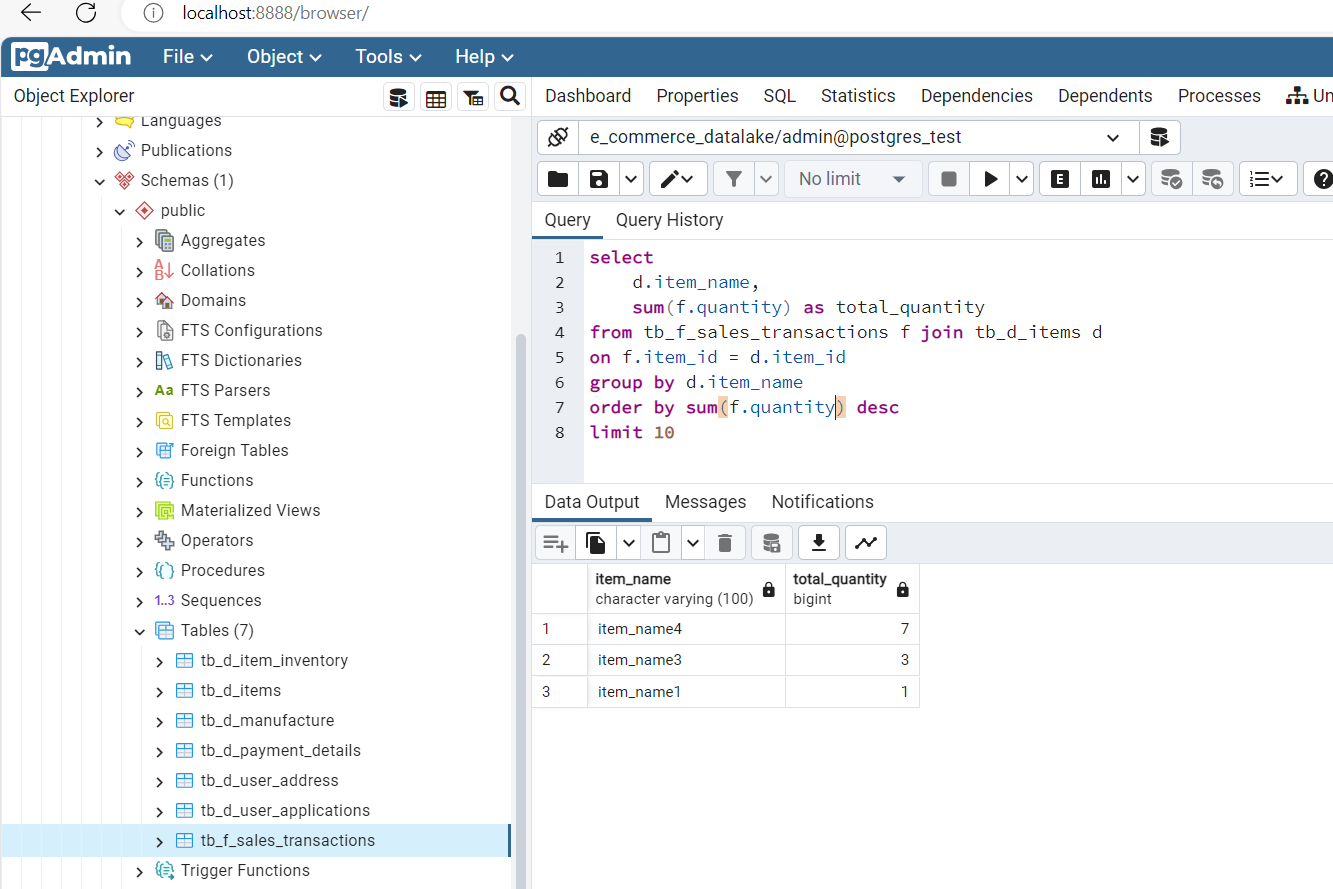 localhost:8888/browser/
pgAdmin File Object Tools Help
Object Explorer
Languages
Publications
Schemas (1)
public
Aggregates
Collations
Domains
FTS Configurations
FTS Dictionaries
Aa FTS Parsers
FTS Templates
Foreign Tables
Functions
Materialized Views
Operators
Procedures
1..3 Sequences
Tables (7)
tb_d_item_inventory
tb_d_items
tb_d_manufacture
tb_d_payment_details
tb_d_user_address
tb_d_user_applications
tb_f_sales_transactions
Trigger Functions
Dashboard Properties SQL Statistics Dependencies Dependents Processes Un
e_commerce_datalake/admin@postgres_test
No limit
Query Query History
1 select
2 d.item_name,
3 sum(f.quantity) as total_quantity
4 from tb_f_sales_transactions f join tb_d_items d
5 on f.item_id = d.item_id
6 group by d.item_name
7 order by sum(f.quantity) desc
8 limit 10
Data Output Messages Notifications
item_name total_quantity
character varying (100) bigint
1 item_name4 7
2 item_name3 3
3 item_name1 1